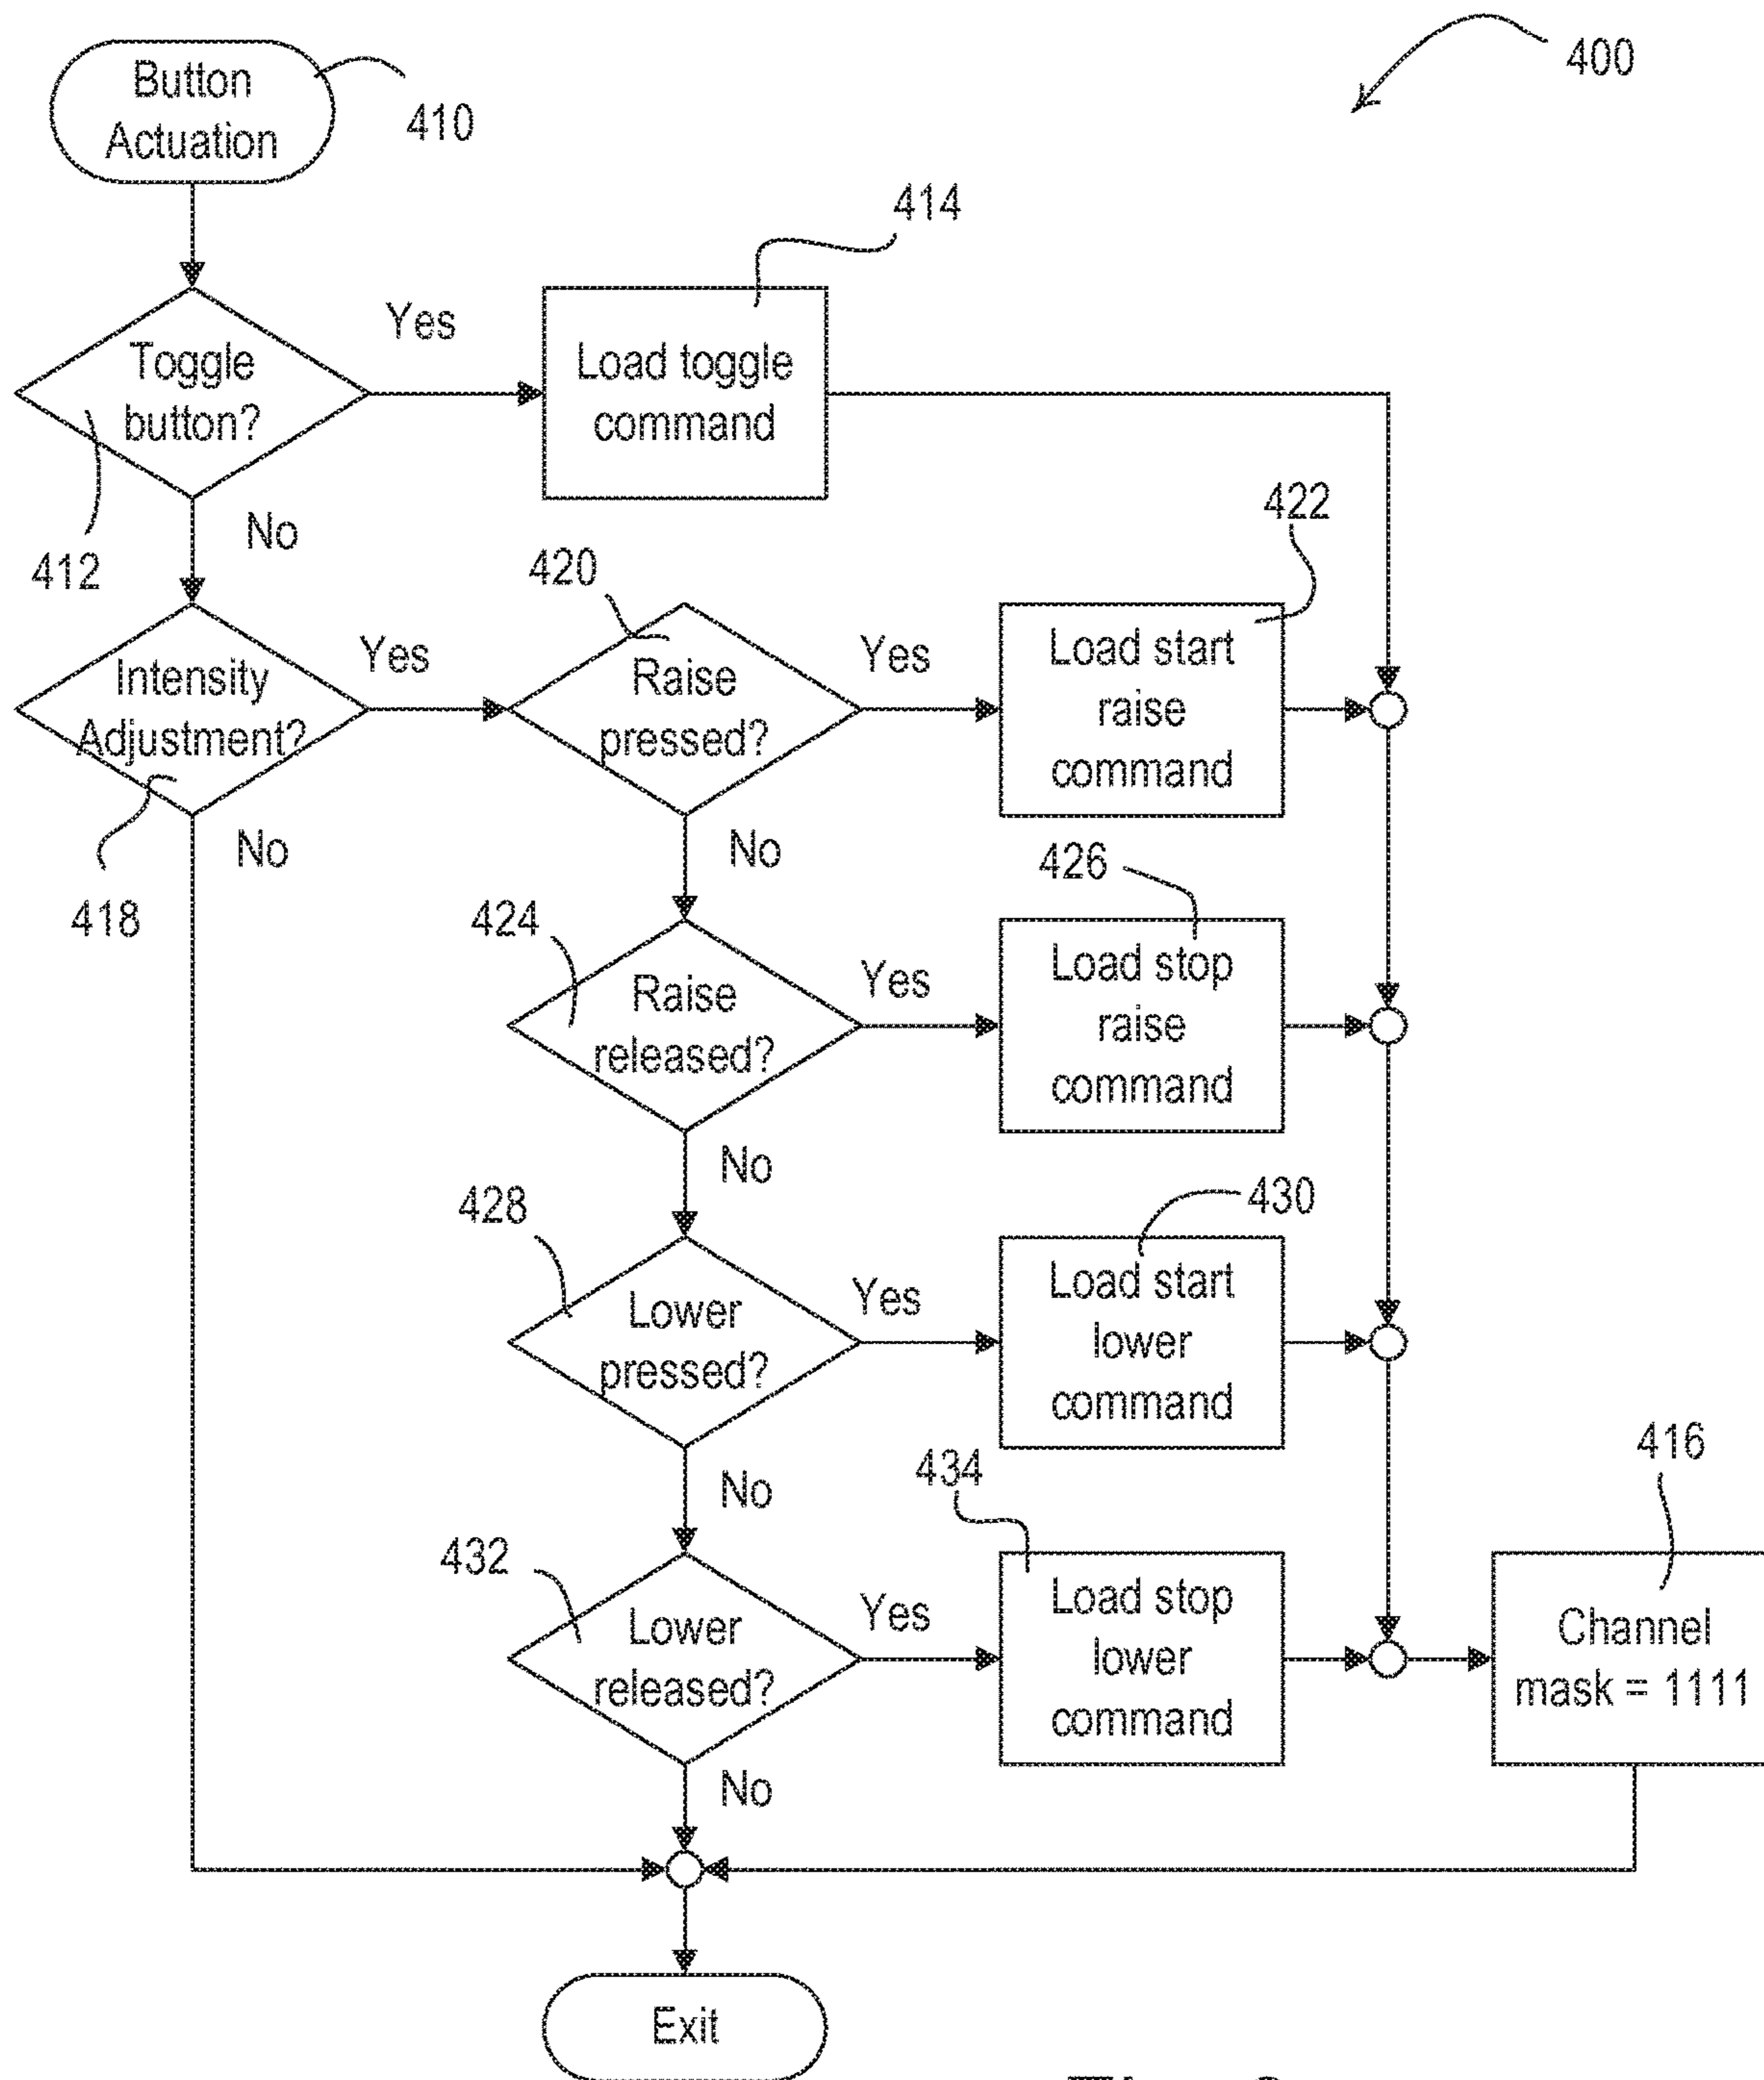 400
Button
Actuation
410
414
Toggle
button?
Yes
Load toggle
command
412
No
422
420
Intensity
Adjustment?
Yes
Raise
pressed?
Yes
Load start
raise
command
418
No
No
426
424
Raise
released?
Yes
Load stop
raise
command
No
428
430
Lower
pressed?
Yes
Load start
lower
command
No
434
416
432
Lower
released?
Yes
Load stop
lower
command
Channel
mask = 1111
No
Exit